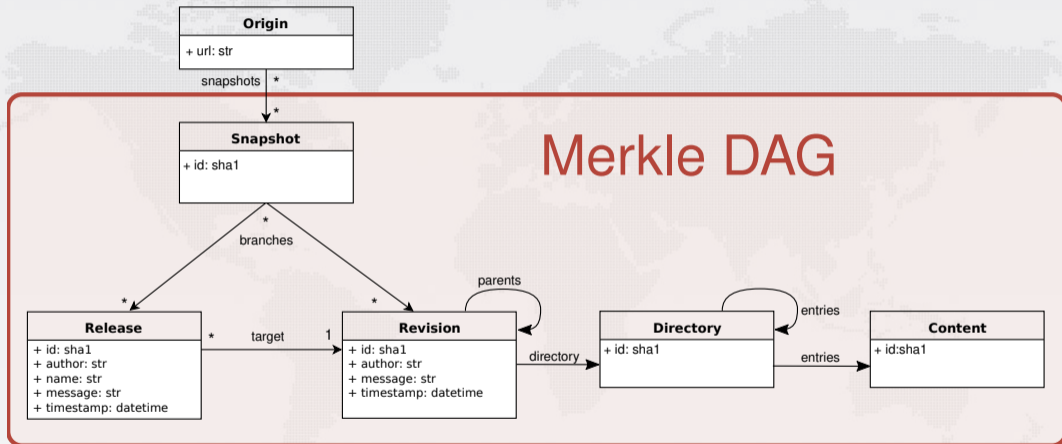 Origin
+ url: str
snapshots *
*
Snapshot
+ id: sha1
Merkle DAG
*
branches
parents
* *
Release
+ id: sha1
+ author: str
+ name: str
+ message: str
+ timestamp: datetime
* target 1
Revision
+ id: sha1
+ author: str
+ message: str
+ timestamp: datetime
directory
Directory
+ id: sha1
entries
entries
Content
+ id:sha1